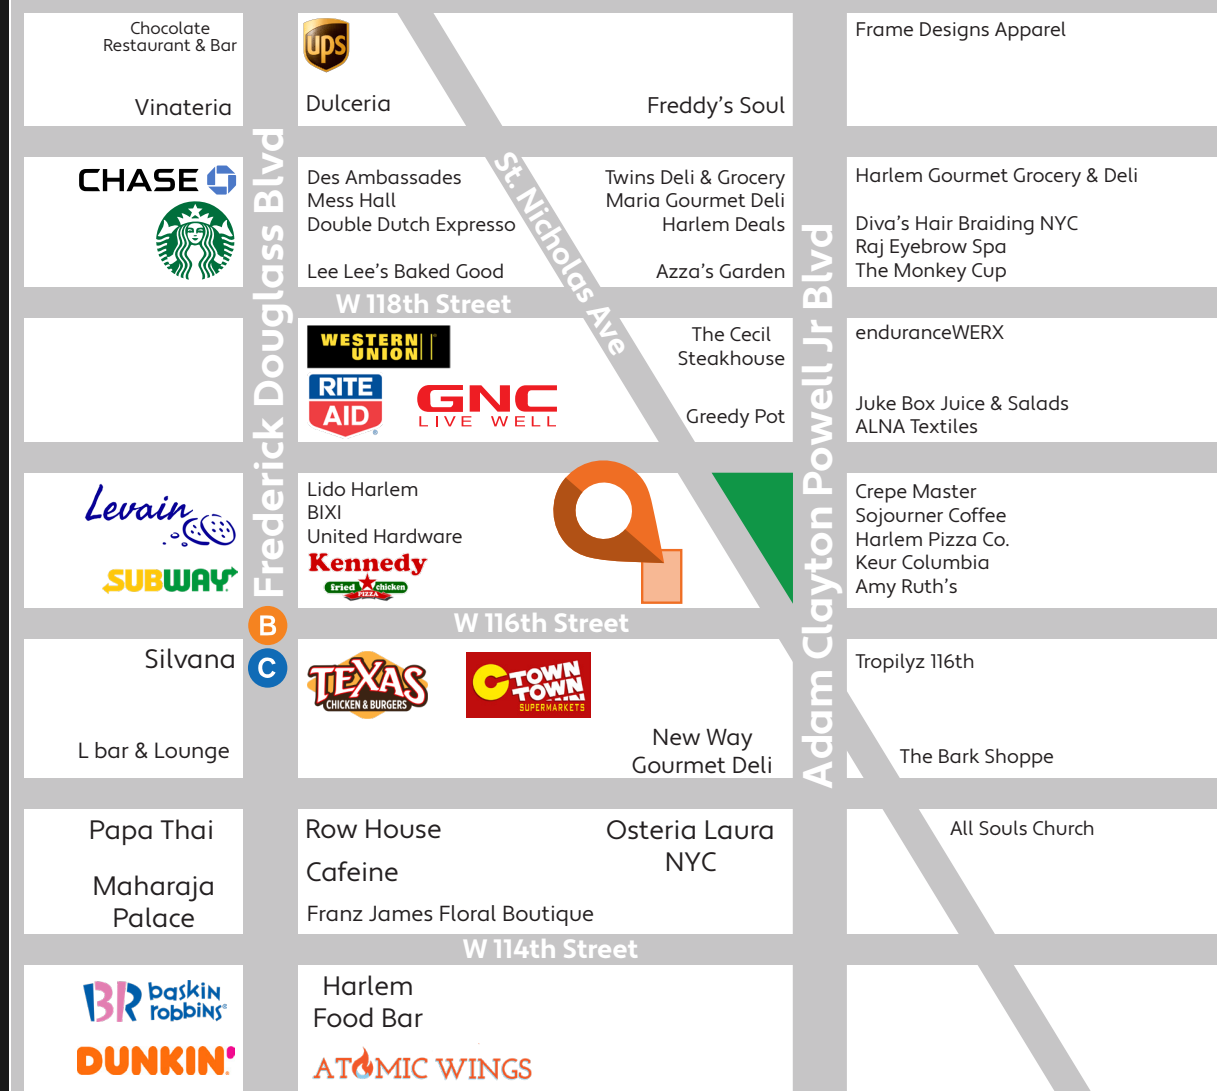 Chocolate
Restaurant & Bar
Vinateria
ups
Dulceria
Freddy's Soul
Frame Designs Apparel
CHASE
Des Ambassades
Mess Hall
Double Dutch Expresso
Lee Lee's Baked Good
St. Nicholas Ave
Twins Deli & Grocery
Maria Gourmet Deli
Harlem Deals
Azza's Garden
Harlem Gourmet Grocery & Deli
Diva's Hair Braiding NYC
Raj Eyebrow Spa
The Monkey Cup
Frederick Douglass Blvd
W 118th Street
Adam Clayton Powell Jr Blvd
WESTERN
UNION
RITE
AID
GNC
LIVE WELL
The Cecil
Steakhouse
Greedy Pot
enduranceWERX
Juke Box Juice & Salads
ALNA Textiles
Levain
SUBWAY
Lido Harlem
BIXI
United Hardware
Kennedy
fried chicken
PIZZA
Crepe Master
Sojourner Coffee
Harlem Pizza Co.
Keur Columbia
Amy Ruth's
B
W 116th Street
C
Silvana
L bar & Lounge
TEXAS
CHICKEN & BURGERS
C TOWN
TOWN
SUPERMARKETS
New Way
Gourmet Deli
Tropilyz 116th
The Bark Shoppe
Papa Thai
Maharaja
Palace
Row House
Cafeine
Franz James Floral Boutique
Osteria Laura
NYC
All Souls Church
W 114th Street
BR baskin
robbins
DUNKIN'
Harlem
Food Bar
ATOMIC WINGS